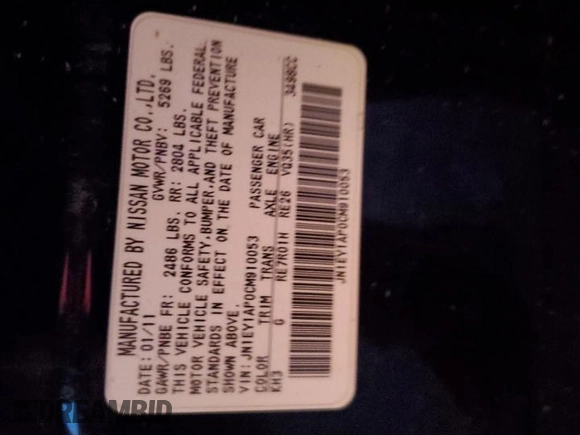 MANUFACTURED BY NISSAN MOTOR CO.,LTD.
DATE: 01/11 GVWR/PNBV: 5269 LBS.
GAWR/PNBE FR: 2486 LBS. RR: 2804 LBS.
THIS VEHICLE CONFORMS TO ALL APPLICABLE FEDERAL
MOTOR VEHICLE SAFETY,BUMPER,AND THEFT PREVENTION
STANDARDS IN EFFECT ON THE DATE OF MANUFACTURE
SHOWN ABOVE.
VIN:JN1EY1AP0CM910053 PASSENGER CAR
COLOR TRIM TRANS AXLE ENGINE
KH3 G RE7R01H RE26 VQ35(HR) 3498CC
JN1EY1AP0CM910053
DREAMBID